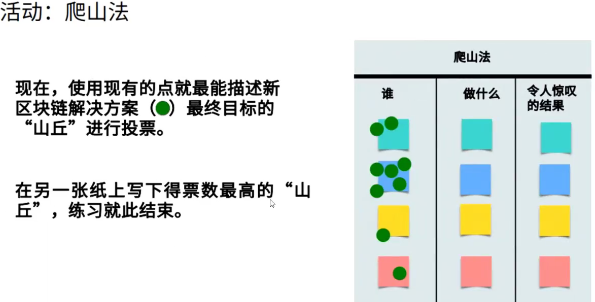 活动：爬山法
现在，使用现有的点就最能描述新
区块链解决方案（）最终目标的
“山丘”进行投票。
在另一张纸上写下得票数最高的“山
丘”，练习就此结束。
爬山法
谁
做什么
令人惊叹
的结果